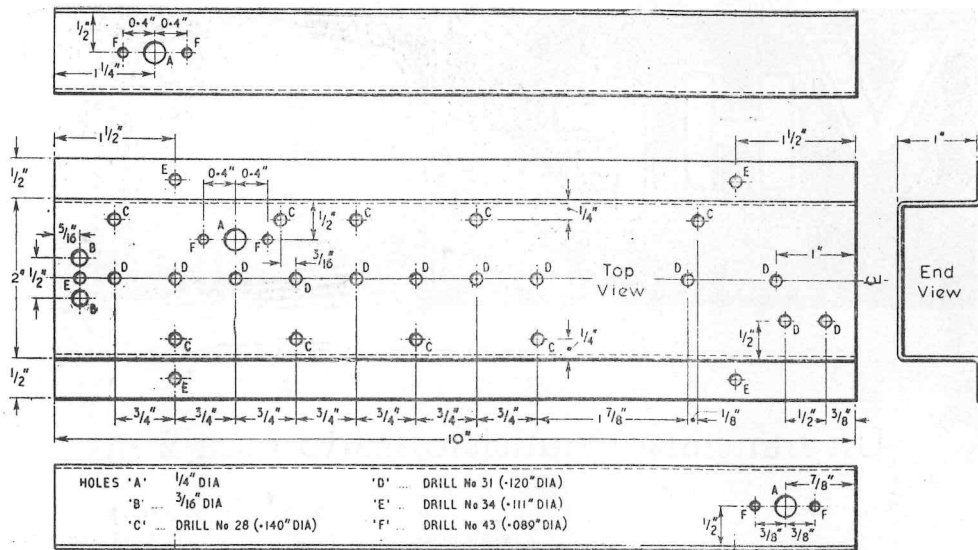 0·4" 0·4"
1/2"
F F
A
1 1/4"
1 1/2" 1 1/2" 1"
E 0·4" 0·4" E
1/2"
C C C 1/4" C
A 1/2"
5/16" F F
B 3/16" 1"
2" 1/2" E D D D D D D D D Top View D D E End View
B
D D
C C C C 1/4" 1/2"
1/2" E E
3/4" 3/4" 3/4" 3/4" 3/4" 3/4" 3/4" 1 7/8" 1/8" 1/2" 3/8"
10"
HOLES 'A' 1/4" DIA 'D' ... DRILL No 31 (·120" DIA) 7/8"
'B' ... 3/16" DIA 'E' ... DRILL No 34 (·111" DIA) A
'C' ... DRILL No 28 (·140" DIA) 'F' ... DRILL No 43 (·089" DIA) 1/2 F F
3/8" 3/8"